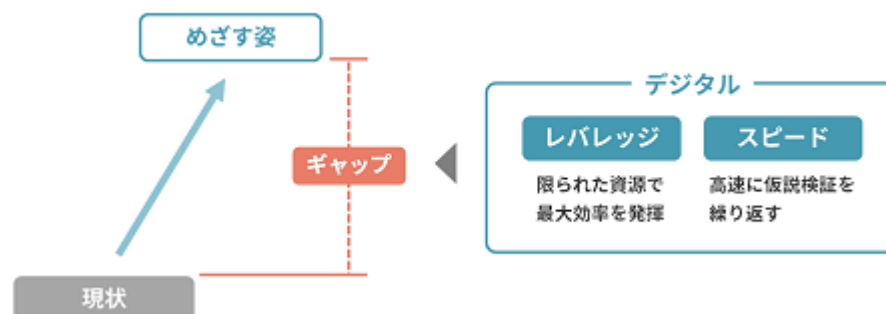 めざす姿
デジタル
レバレッジ
スピード
ギャップ
限られた資源で
最大効率を発揮
高速に仮説検証を
繰り返す
現状